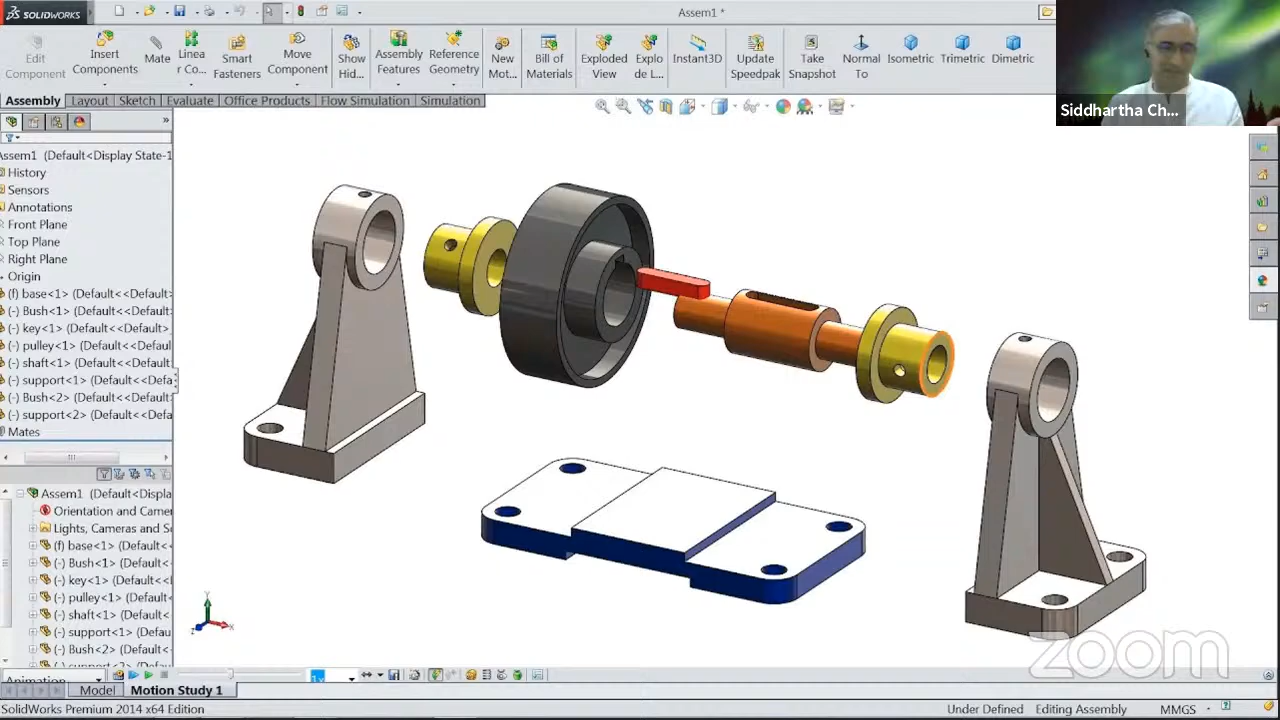 SOLIDWORKS
Assem1 *
Edit Component
Insert Components
Mate
Linea r Co...
Smart Fasteners
Move Component
Show Hid...
Assembly Features
Reference Geometry
New Mot...
Bill of Materials
Exploded View
Explo de L...
Instant3D
Update Speedpak
Take Snapshot
Normal To
Isometric
Trimetric
Dimetric
Siddhartha Ch...
Assembly Layout Sketch Evaluate Office Products Flow Simulation Simulation
»
Assem1 (Default<Display State-1
History
Sensors
Annotations
Front Plane
Top Plane
Right Plane
Origin
(f) base<1> (Default<<Default
(-) Bush<1> (Default<<Default
(-) key<1> (Default<<Default>
(-) pulley<1> (Default<<Defaul
(-) shaft<1> (Default<<Default
(-) support<1> (Default<<Defa
(-) Bush<2> (Default<<Default
(-) support<2> (Default<<Defa
Mates
Assem1 (Default<Displa
Orientation and Came
Lights, Cameras and S
(f) base<1> (Default<
(-) Bush<1> (Default<
(-) key<1> (Default<<
(-) pulley<1> (Defaul
(-) shaft<1> (Default
(-) support<1> (Defau
(-) Bush<2> (Default<
Y
X
Z
zoom
Animation
Model Motion Study 1
SolidWorks Premium 2014 x64 Edition
Under Defined Editing Assembly MMGS